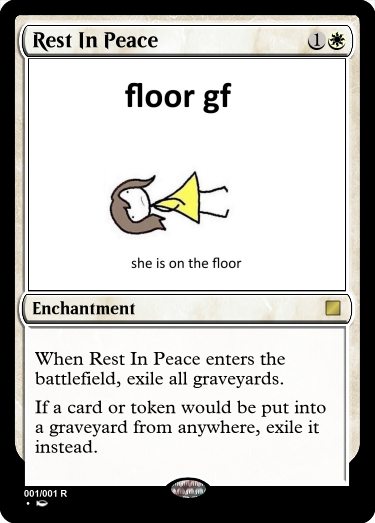 Rest In Peace 1
floor gf
she is on the floor
Enchantment
When Rest In Peace enters the
battlefield, exile all graveyards.
If a card or token would be put into
a graveyard from anywhere, exile it
instead.
001/001 R
•